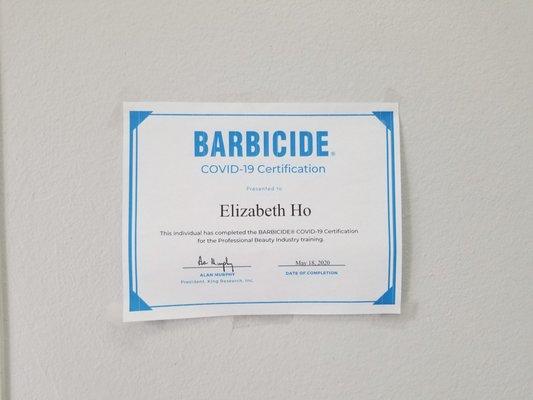 BARBICIDE®
COVID-19 Certification
Presented to
Elizabeth Ho
This individual has completed the BARBICIDE® COVID-19 Certification
for the Professional Beauty Industry training.
May 18, 2020
ALAN MURPHY
President, King Research, Inc.
DATE OF COMPLETION